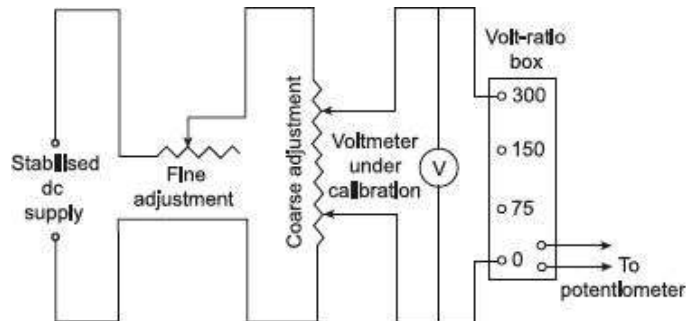 Volt-ratio
box
300
150
75
0
Stabilised
dc
supply
Fine
adjustment
Coarse adjustment
Voltmeter
under
calibration
V
To
potentiometer